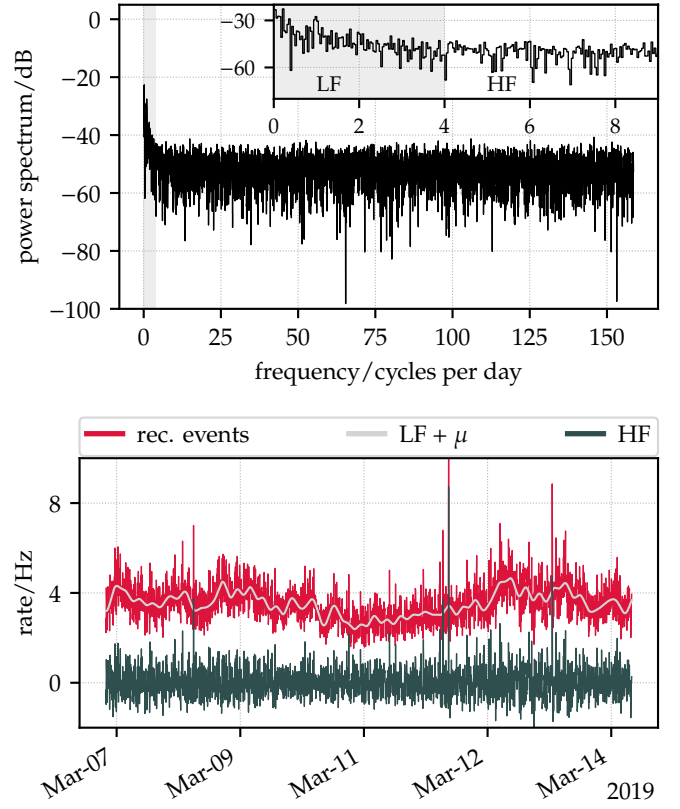 0
−20
−40
−60
−80
−100
power spectrum/dB
−30
−60
LF HF
0 2 4 6 8
0 25 50 75 100 125 150
frequency/cycles per day
rec. events LF + μ HF
8
4
0
rate/Hz
Mar-07 Mar-09 Mar-11 Mar-12 Mar-14
2019